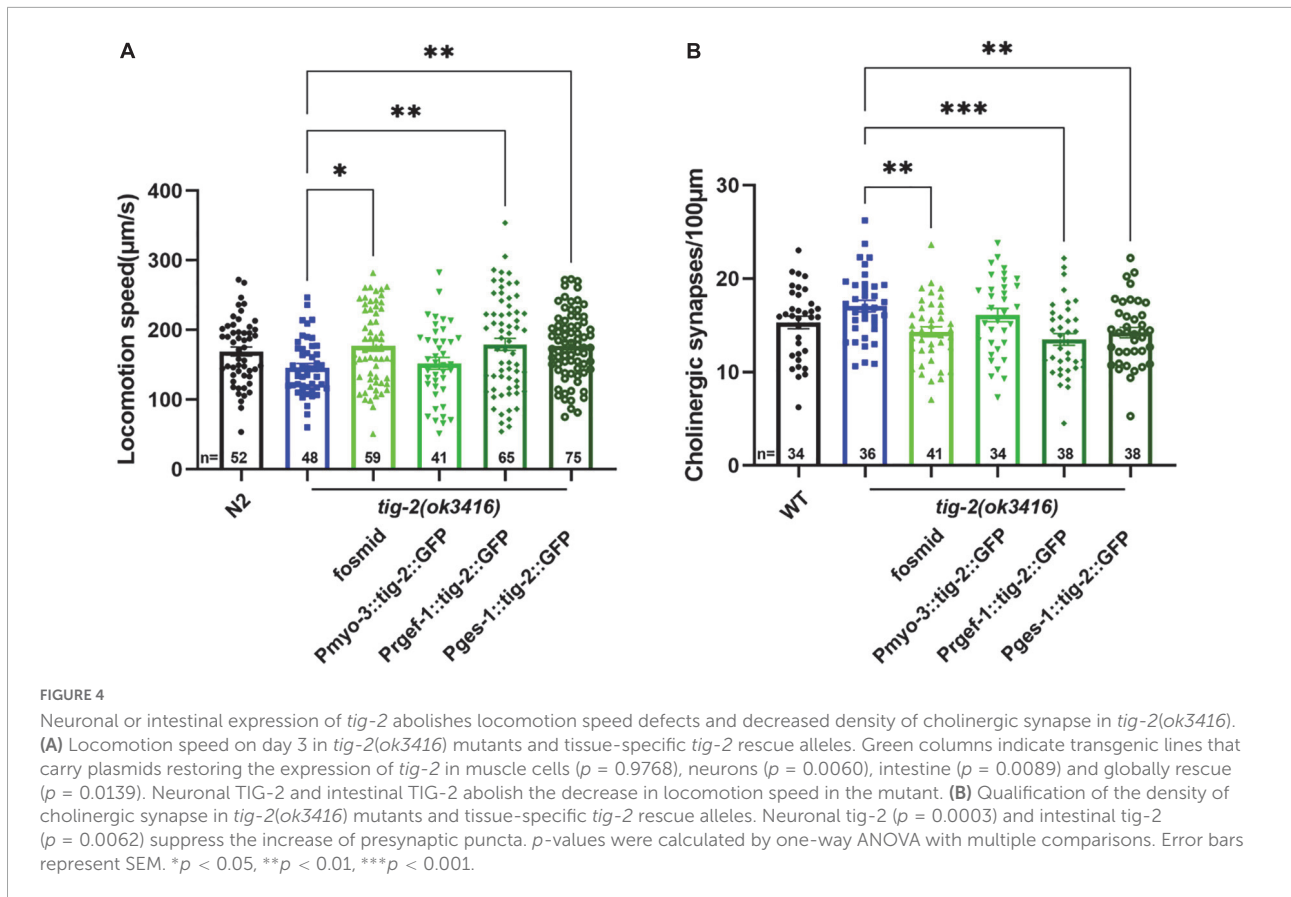 A
**
**
*
Locomotion speed(µm/s)
400
300
200
100
0
n= 52 48 59 41 65 75
N2
tig-2(ok3416)
fosmid
Pmyo-3::tig-2::GFP
Prgef-1::tig-2::GFP
Pges-1::tig-2::GFP
B
**
***
**
Cholinergic synapses/100µm
30
20
10
0
n= 34 36 41 34 38 38
WT
tig-2(ok3416)
fosmid
Pmyo-3::tig-2::GFP
Prgef-1::tig-2::GFP
Pges-1::tig-2::GFP
FIGURE 4
Neuronal or intestinal expression of tig-2 abolishes locomotion speed defects and decreased density of cholinergic synapse in tig-2(ok3416).
(A) Locomotion speed on day 3 in tig-2(ok3416) mutants and tissue-specific tig-2 rescue alleles. Green columns indicate transgenic lines that
carry plasmids restoring the expression of tig-2 in muscle cells (p = 0.9768), neurons (p = 0.0060), intestine (p = 0.0089) and globally rescue
(p = 0.0139). Neuronal TIG-2 and intestinal TIG-2 abolish the decrease in locomotion speed in the mutant. (B) Qualification of the density of
cholinergic synapse in tig-2(ok3416) mutants and tissue-specific tig-2 rescue alleles. Neuronal tig-2 (p = 0.0003) and intestinal tig-2
(p = 0.0062) suppress the increase of presynaptic puncta. p-values were calculated by one-way ANOVA with multiple comparisons. Error bars
represent SEM. *p < 0.05, **p < 0.01, ***p < 0.001.